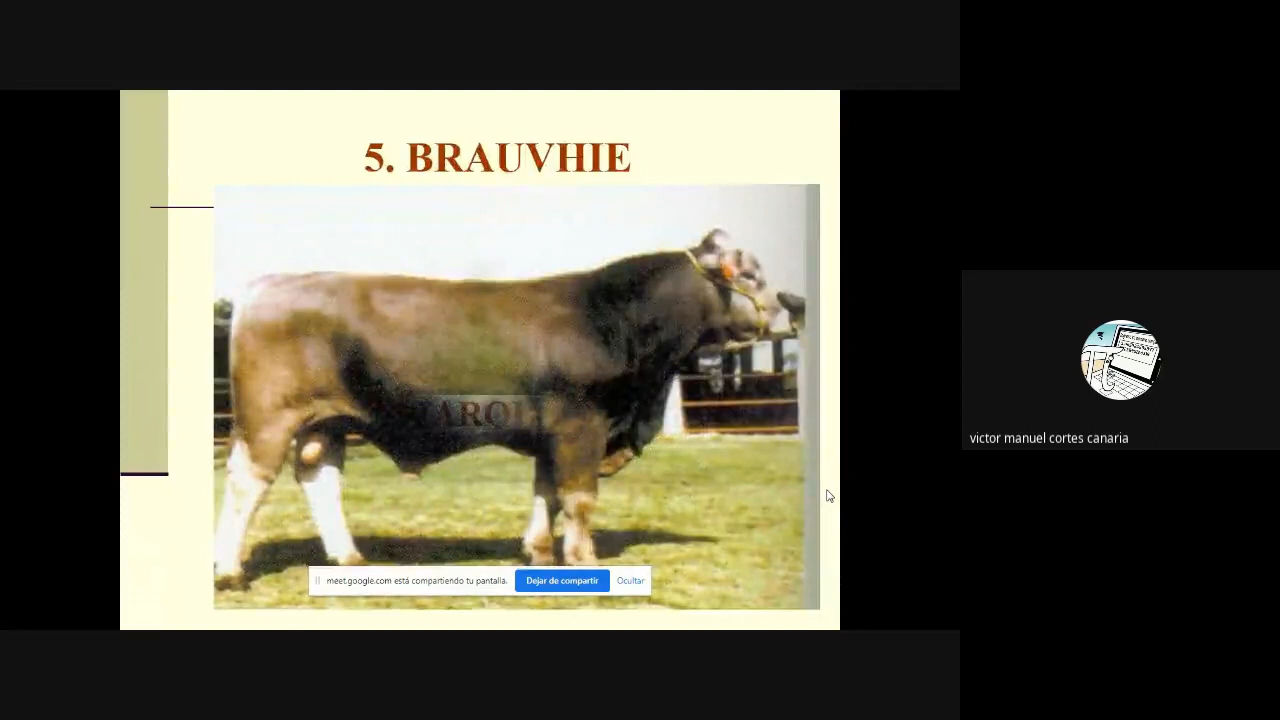 5. BRAUVHIE
meet.google.com está compartiendo tu pantalla.
Dejar de compartir
Ocultar
victor manuel cortes canaria